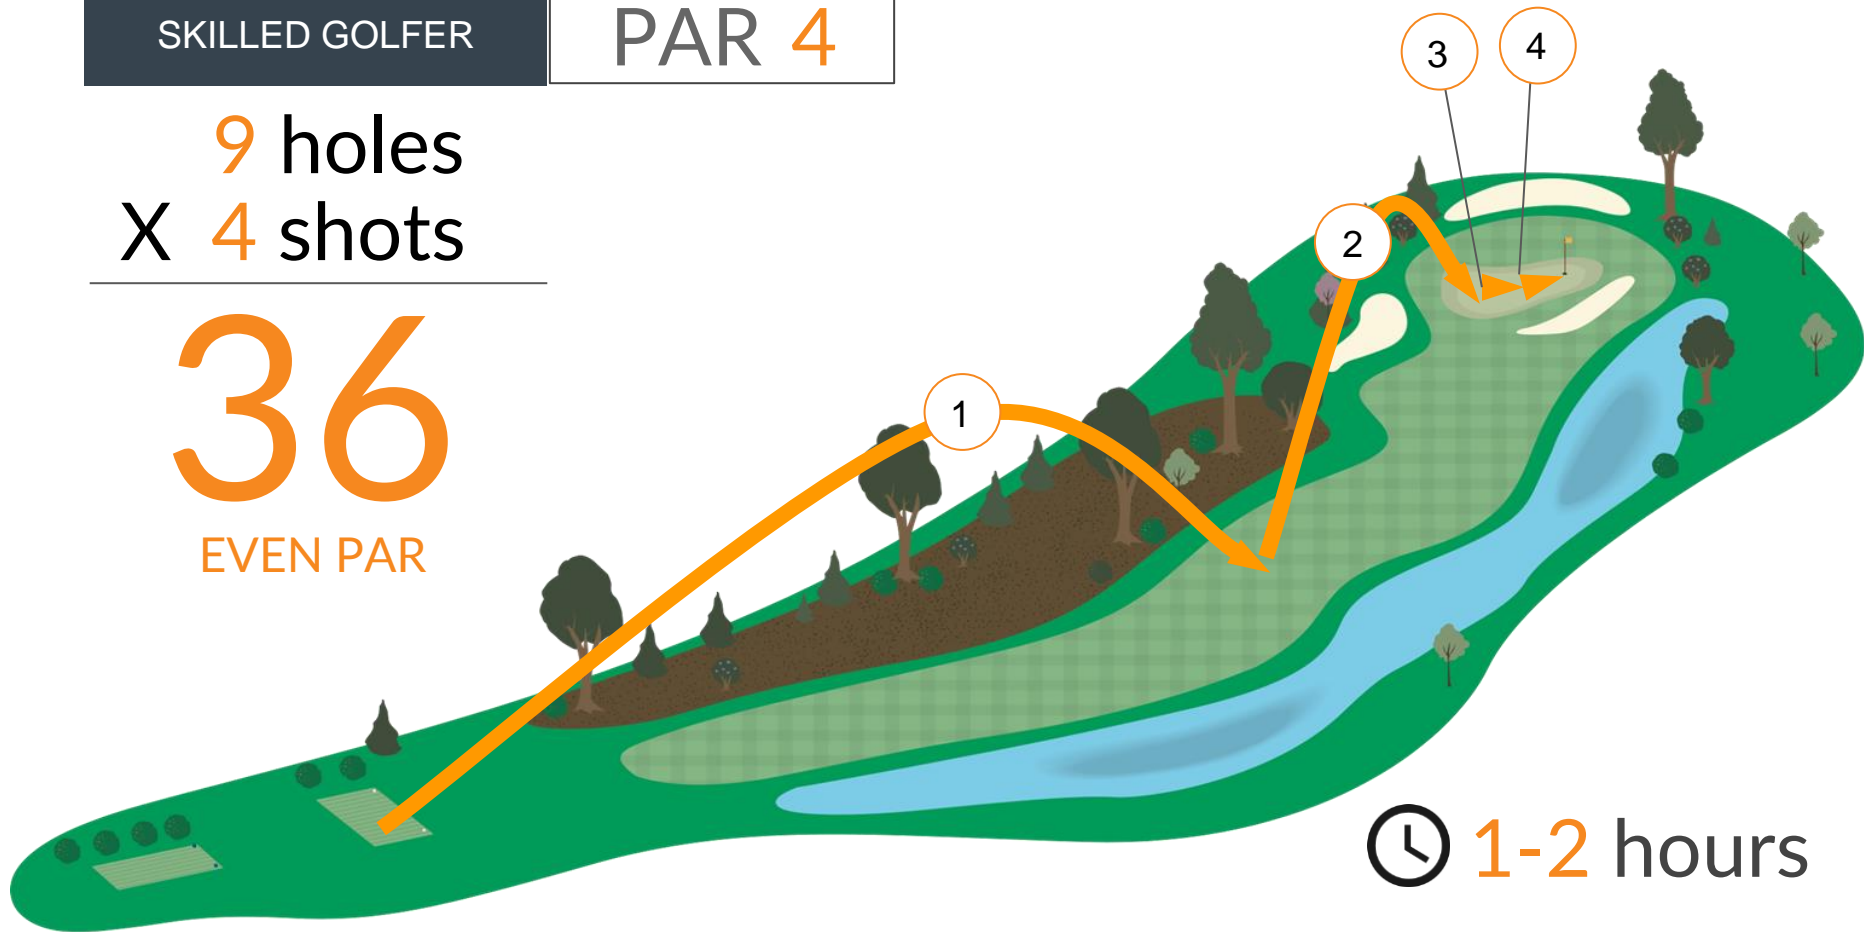 SKILLED GOLFER
PAR 4
9 holes
X 4 shots
36
EVEN PAR
1
2
3
4
1-2 hours